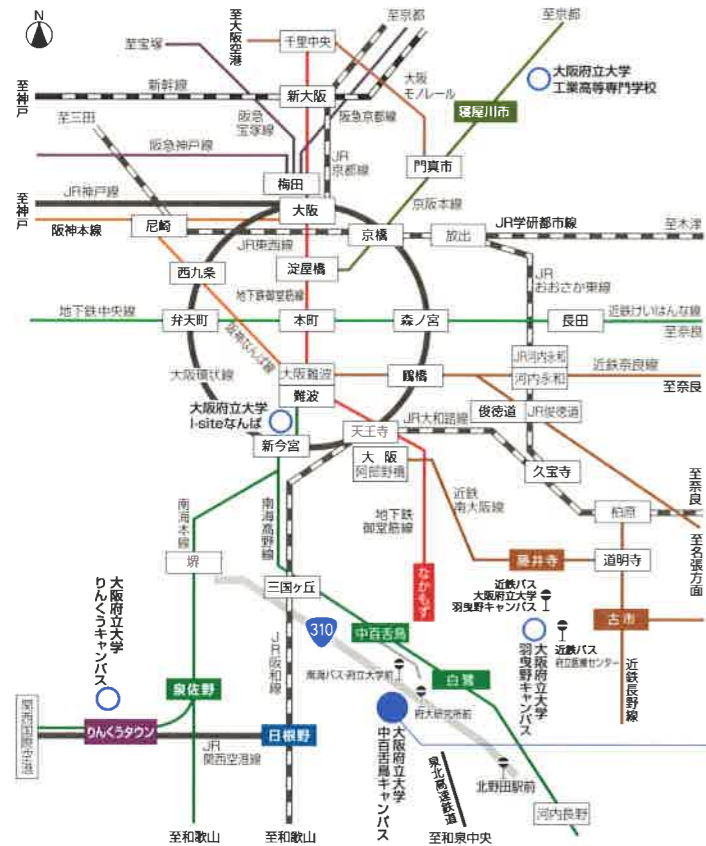 N
至大阪空港
至京都
至京都
至宝塚
千里中央
大阪
モノレール
大阪府立大学
工業高等専門学校
至神戸
新幹線
新大阪
寝屋川市
至三田
阪急
宝塚線
阪急京都線
阪急神戸線
JR
京都線
門真市
梅田
JR神戸線
大阪
京阪本線
至神戸
阪神本線
尼崎
JR東西線
京橋
放出
JR学研都市線
至木津
西九条
淀屋橋
JR
おおさか東線
地下鉄御堂筋線
地下鉄中央線
弁天町
本町
森ノ宮
長田
近鉄けいはんな線
至奈良
阪神なんば線
JR河内永和
近鉄奈良線
大阪環状線
大阪難波
鶴橋
河内永和
至奈良
難波
大阪府立大学
I-siteなんば
俊徳道
JR俊徳道
JR大和路線
天王寺
新今宮
大阪
阿部野橋
久宝寺
至奈良
近鉄
南大阪線
柏原
南海本線
南海高野線
地下鉄
御堂筋線
至名張方面
堺
藤井寺
道明寺
三国ヶ丘
なかもず
近鉄バス
大阪府立大学
羽曳野キャンパス
古市
大阪府立大学
りんくうキャンパス
310
中百舌鳥
近鉄バス
府立医療センター
大阪府立大学
羽曳野キャンパス
近鉄長野線
JR阪和線
南海バス・府立大学前
白鷺
泉佐野
府大研究所前
関西国際空港
りんくうタウン
日根野
大阪府立大学
中百舌鳥キャンパス
JR
関西空港線
泉北高速鉄道
北野田駅前
河内長野
至和歌山
至和歌山
至和泉中央